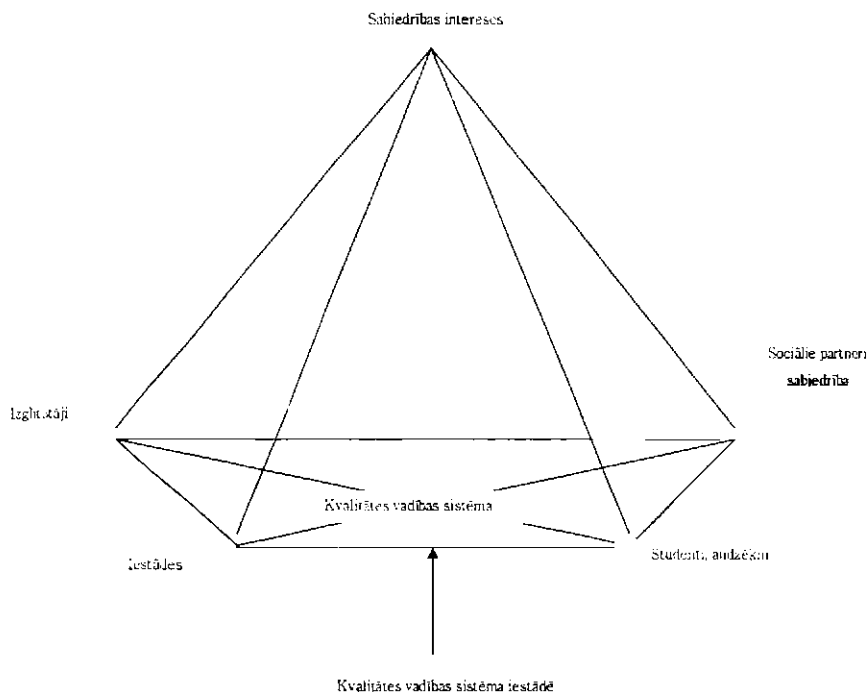 Sabiedrības intereses
Sociālie partneri
sabiedrība
Izglītotāji
Kvalitātes vadības sistēma
Iestādes
Studenti, audzēkņi
Kvalitātes vadības sistēma iestādē